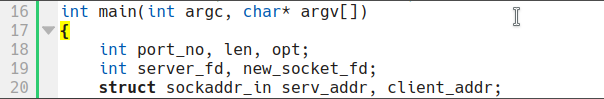 16 int main(int argc, char* argv[])
17 {
18 int port_no, len, opt;
19 int server_fd, new_socket_fd;
20 struct sockaddr_in serv_addr, client_addr;